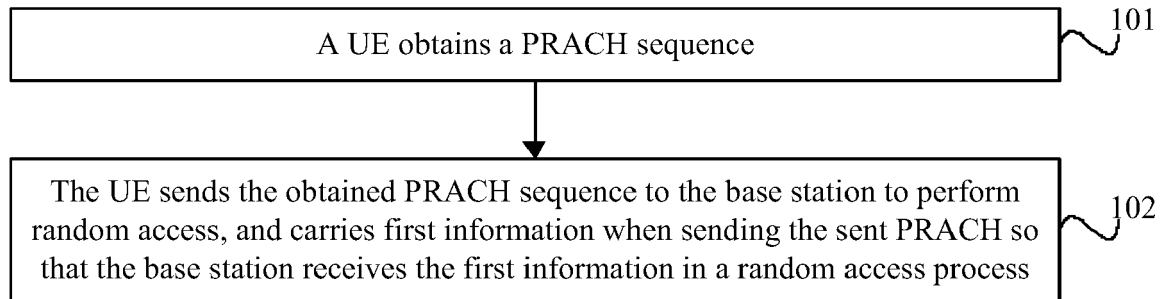 A UE obtains a PRACH sequence
101
The UE sends the obtained PRACH sequence to the base station to perform
random access, and carries first information when sending the sent PRACH so
that the base station receives the first information in a random access process
102